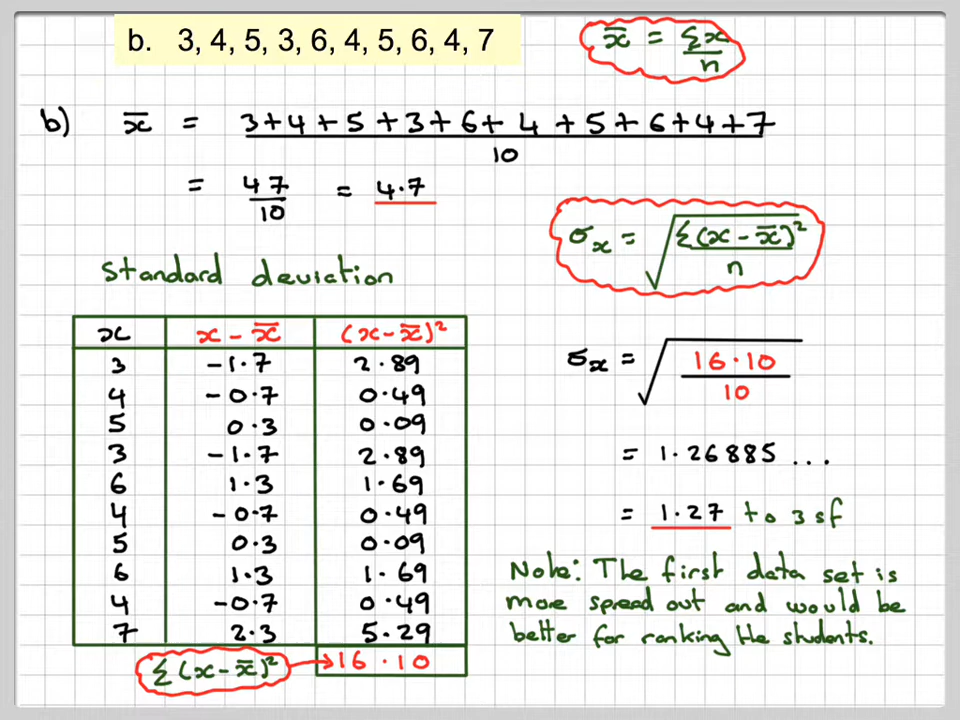 b. 3, 4, 5, 3, 6, 4, 5, 6, 4, 7
x̄ = Σx / n
b) x̄ = 3+4+5+3+6+4+5+6+4+7 / 10
= 47/10 = 4.7
σx = √(Σ(x - x̄)² / n)
Standard deviation
x | x - x̄ | (x - x̄)²
3 | -1.7 | 2.89
4 | -0.7 | 0.49
5 | 0.3 | 0.09
3 | -1.7 | 2.89
6 | 1.3 | 1.69
4 | -0.7 | 0.49
5 | 0.3 | 0.09
6 | 1.3 | 1.69
4 | -0.7 | 0.49
7 | 2.3 | 5.29
Σ(x - x̄)² → 16.10
σx = √(16.10 / 10)
= 1.26885...
= 1.27 to 3 sf
Note: The first data set is
more spread out and would be
better for ranking the students.